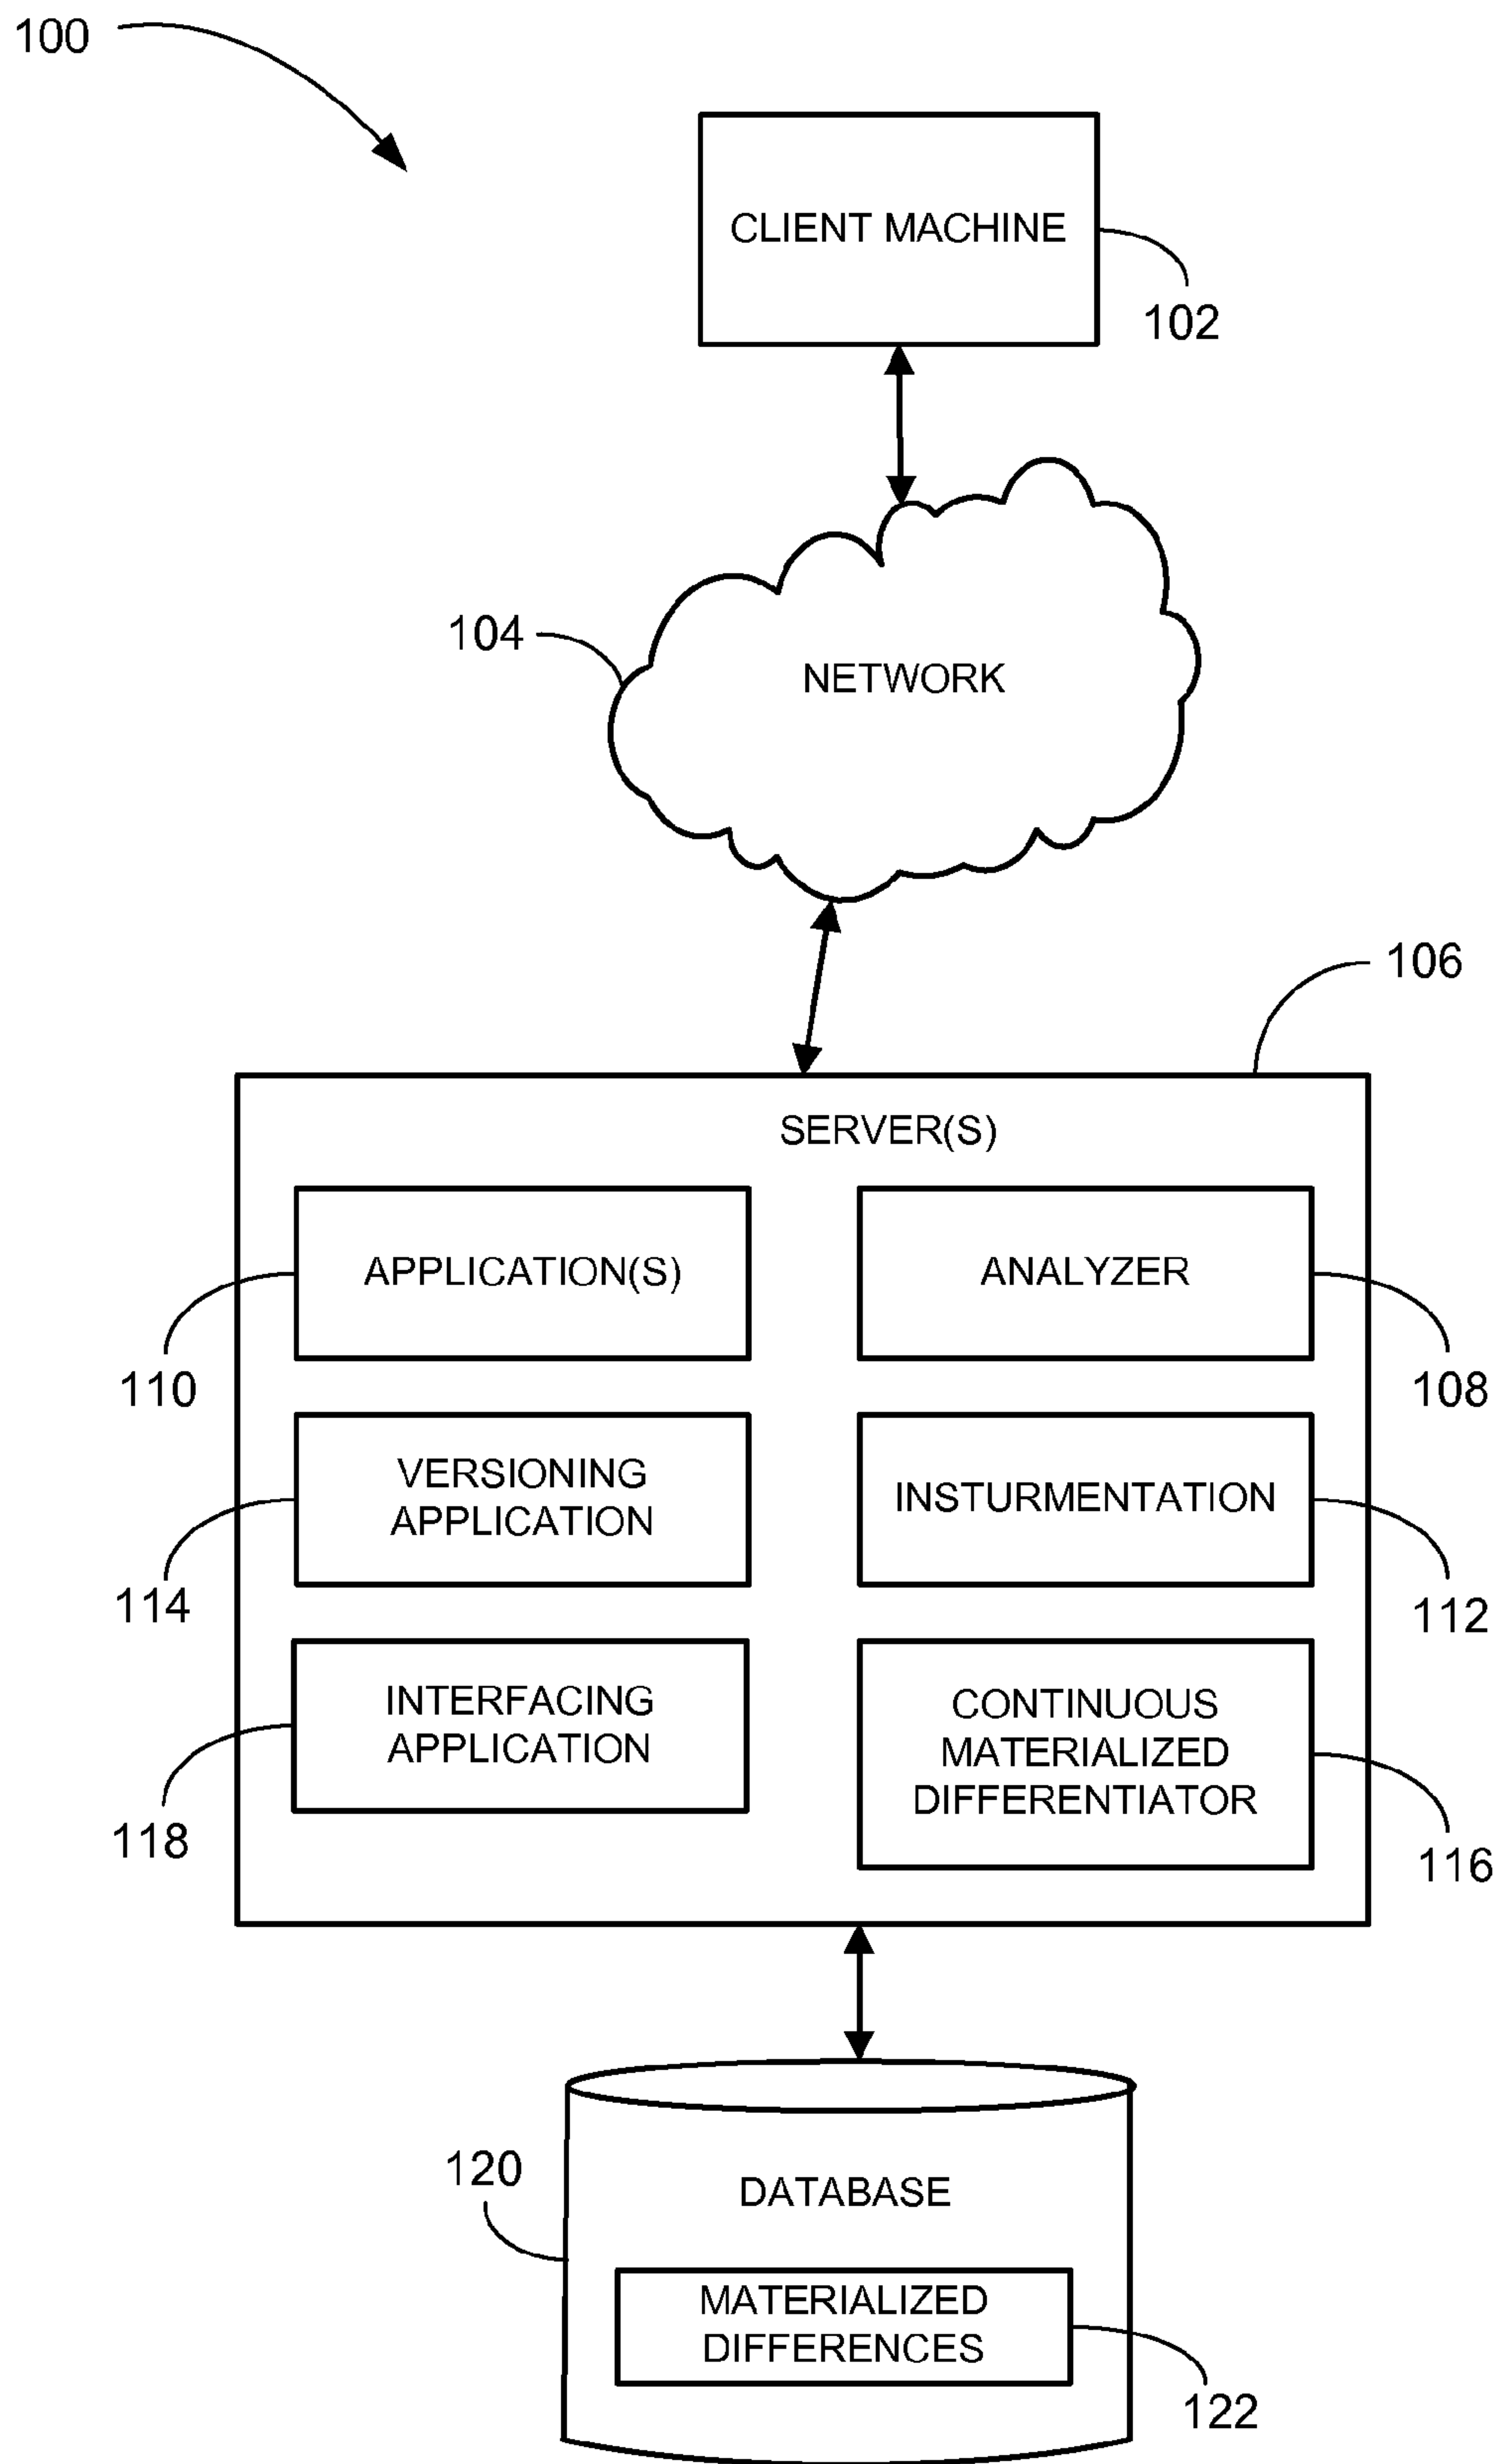 100
CLIENT MACHINE
102
104
NETWORK
106
SERVER(S)
APPLICATION(S)
ANALYZER
110
108
VERSIONING
APPLICATION
INSTURMENTATION
114
112
INTERFACING
APPLICATION
CONTINUOUS
MATERIALIZED
DIFFERENTIATOR
118
116
120
DATABASE
MATERIALIZED
DIFFERENCES
122